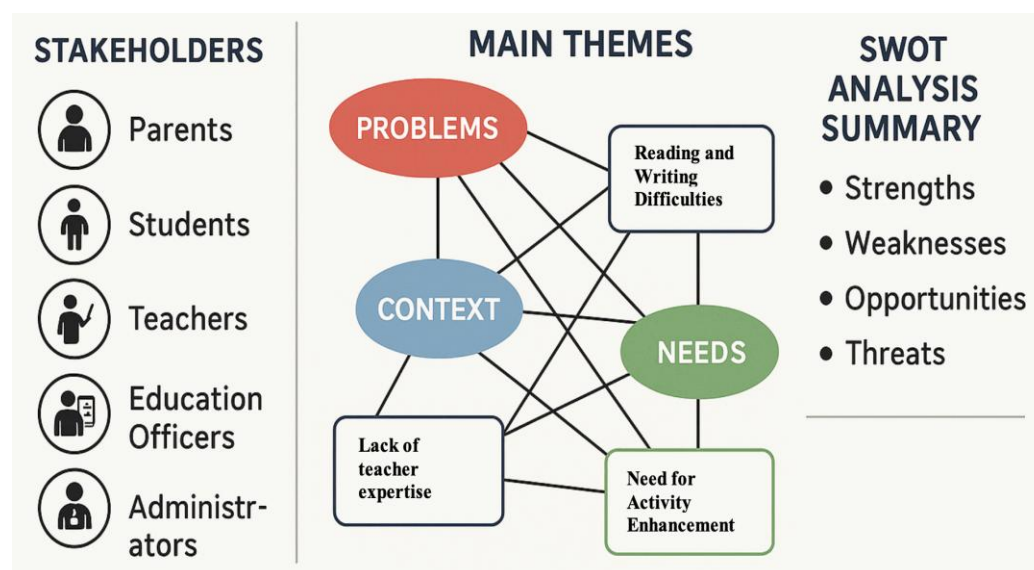 STAKEHOLDERS
Parents
Students
Teachers
Education
Officers
Administr-
ators
MAIN THEMES
PROBLEMS
Reading and
Writing
Difficulties
CONTEXT
NEEDS
Lack of
teacher
expertise
Need for
Activity
Enhancement
SWOT
ANALYSIS
SUMMARY
• Strengths
• Weaknesses
• Opportunities
• Threats